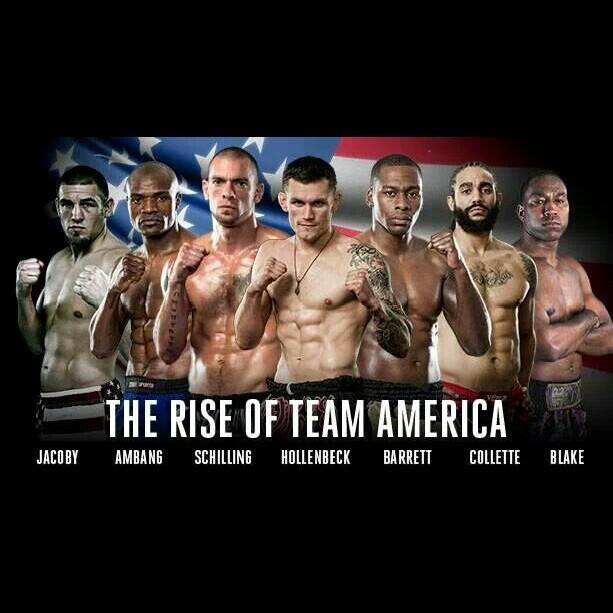 THE RISE OF TEAM AMERICA
JACOBY AMBANG SCHILLING HOLLENBECK BARRETT COLLETTE BLAKE